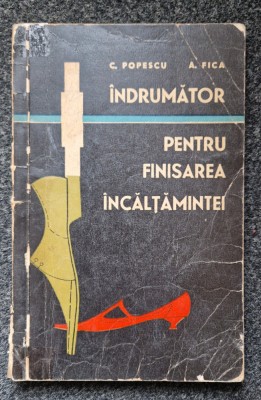 C. POPESCU A. FICA
ÎNDRUMĂTOR
PENTRU
FINISAREA
ÎNCĂLȚĂMINTEI